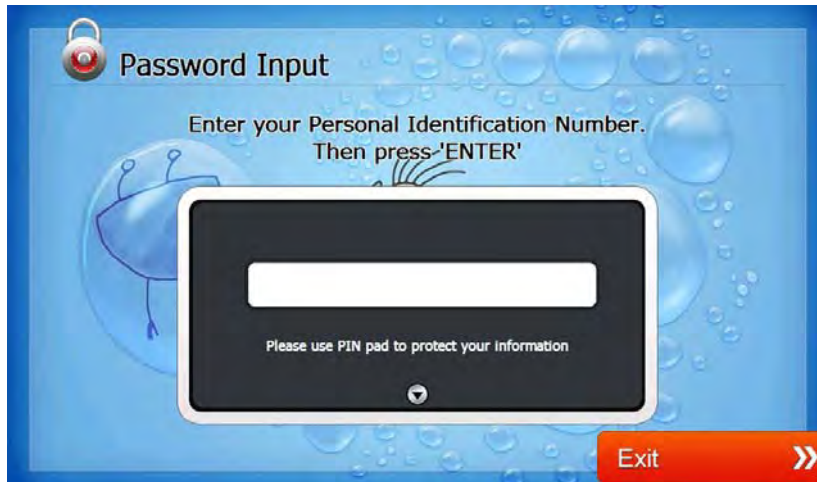 Password Input
Enter your Personal Identification Number.
Then press 'ENTER'
Please use PIN pad to protect your information
Exit